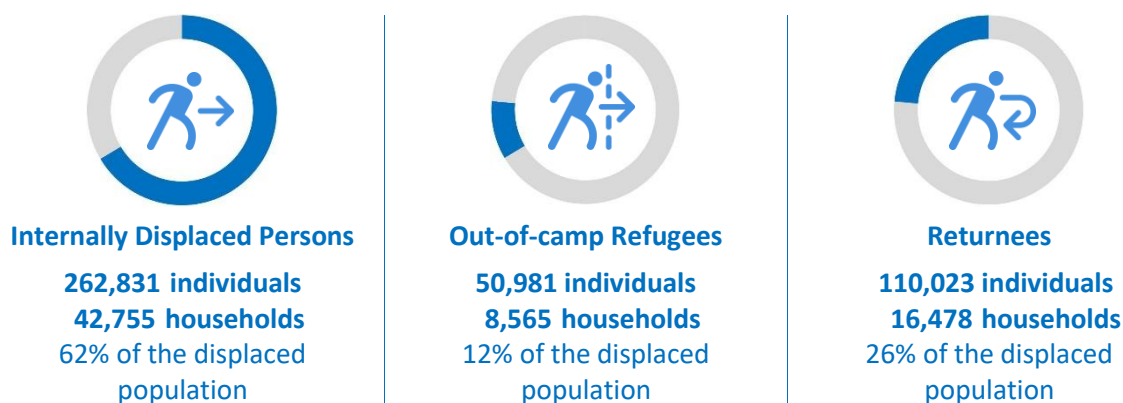 Internally Displaced Persons
262,831 individuals
42,755 households
62% of the displaced
population
Out-of-camp Refugees
50,981 individuals
8,565 households
12% of the displaced
population
Returnees
110,023 individuals
16,478 households
26% of the displaced
population